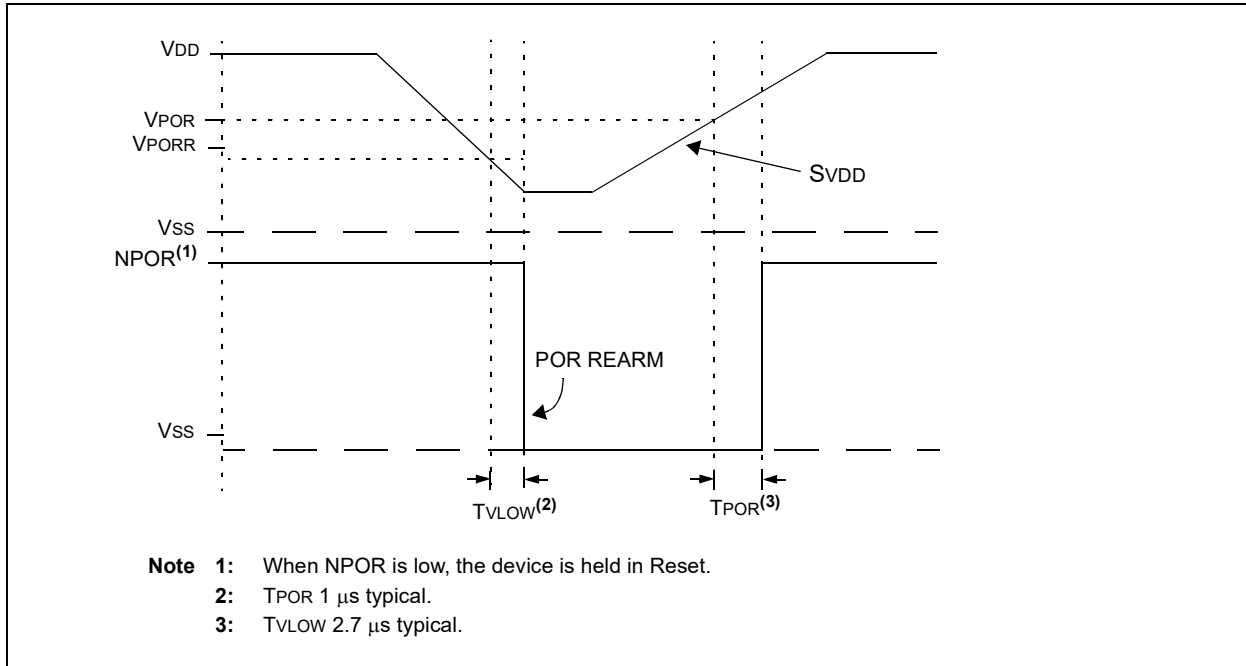 VDD
VPOR
VPORR
SVDD
VSS
NPOR(1)
POR REARM
VSS
TVLOW(2)
TPOR(3)
Note 1: When NPOR is low, the device is held in Reset.
2: TPOR 1 μs typical.
3: TVLOW 2.7 μs typical.